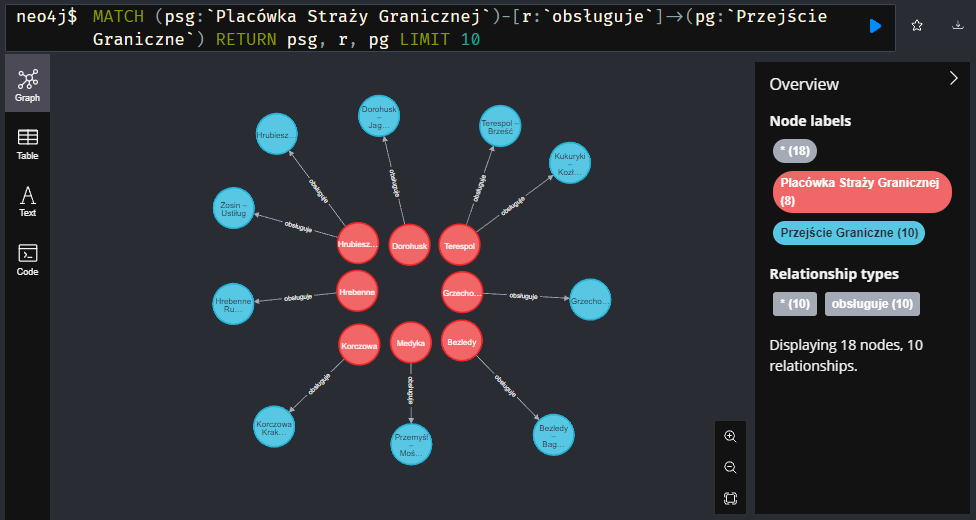 neo4j$ MATCH (psg:`Placówka Straży Granicznej`)-[r:`obsługuje`]→(pg:`Przejście
Graniczne`) RETURN psg, r, pg LIMIT 10
Graph
Table
Text
Code
Hrubiesz...
Dorohusk
–
Jag...
Terespol –
Brześć
Kukuryki
–
Kozł...
Zosin –
Ustiług
Hrebenne
Ru...
Grzecho...
Korczowa
Krak...
Przemyśl
–
Moś...
Bezledy
–
Bag...
Hrubiesz...
Dorohusk
Terespol
Hrebenne
Grzecho...
Korczowa
Medyka
Bezledy
obsługuje
obsługuje
obsługuje
obsługuje
obsługuje
obsługuje
obsługuje
obsługuje
obsługuje
obsługuje
Overview
Node labels
* (18)
Placówka Straży Granicznej
(8)
Przejście Graniczne (10)
Relationship types
* (10)
obsługuje (10)
Displaying 18 nodes, 10
relationships.